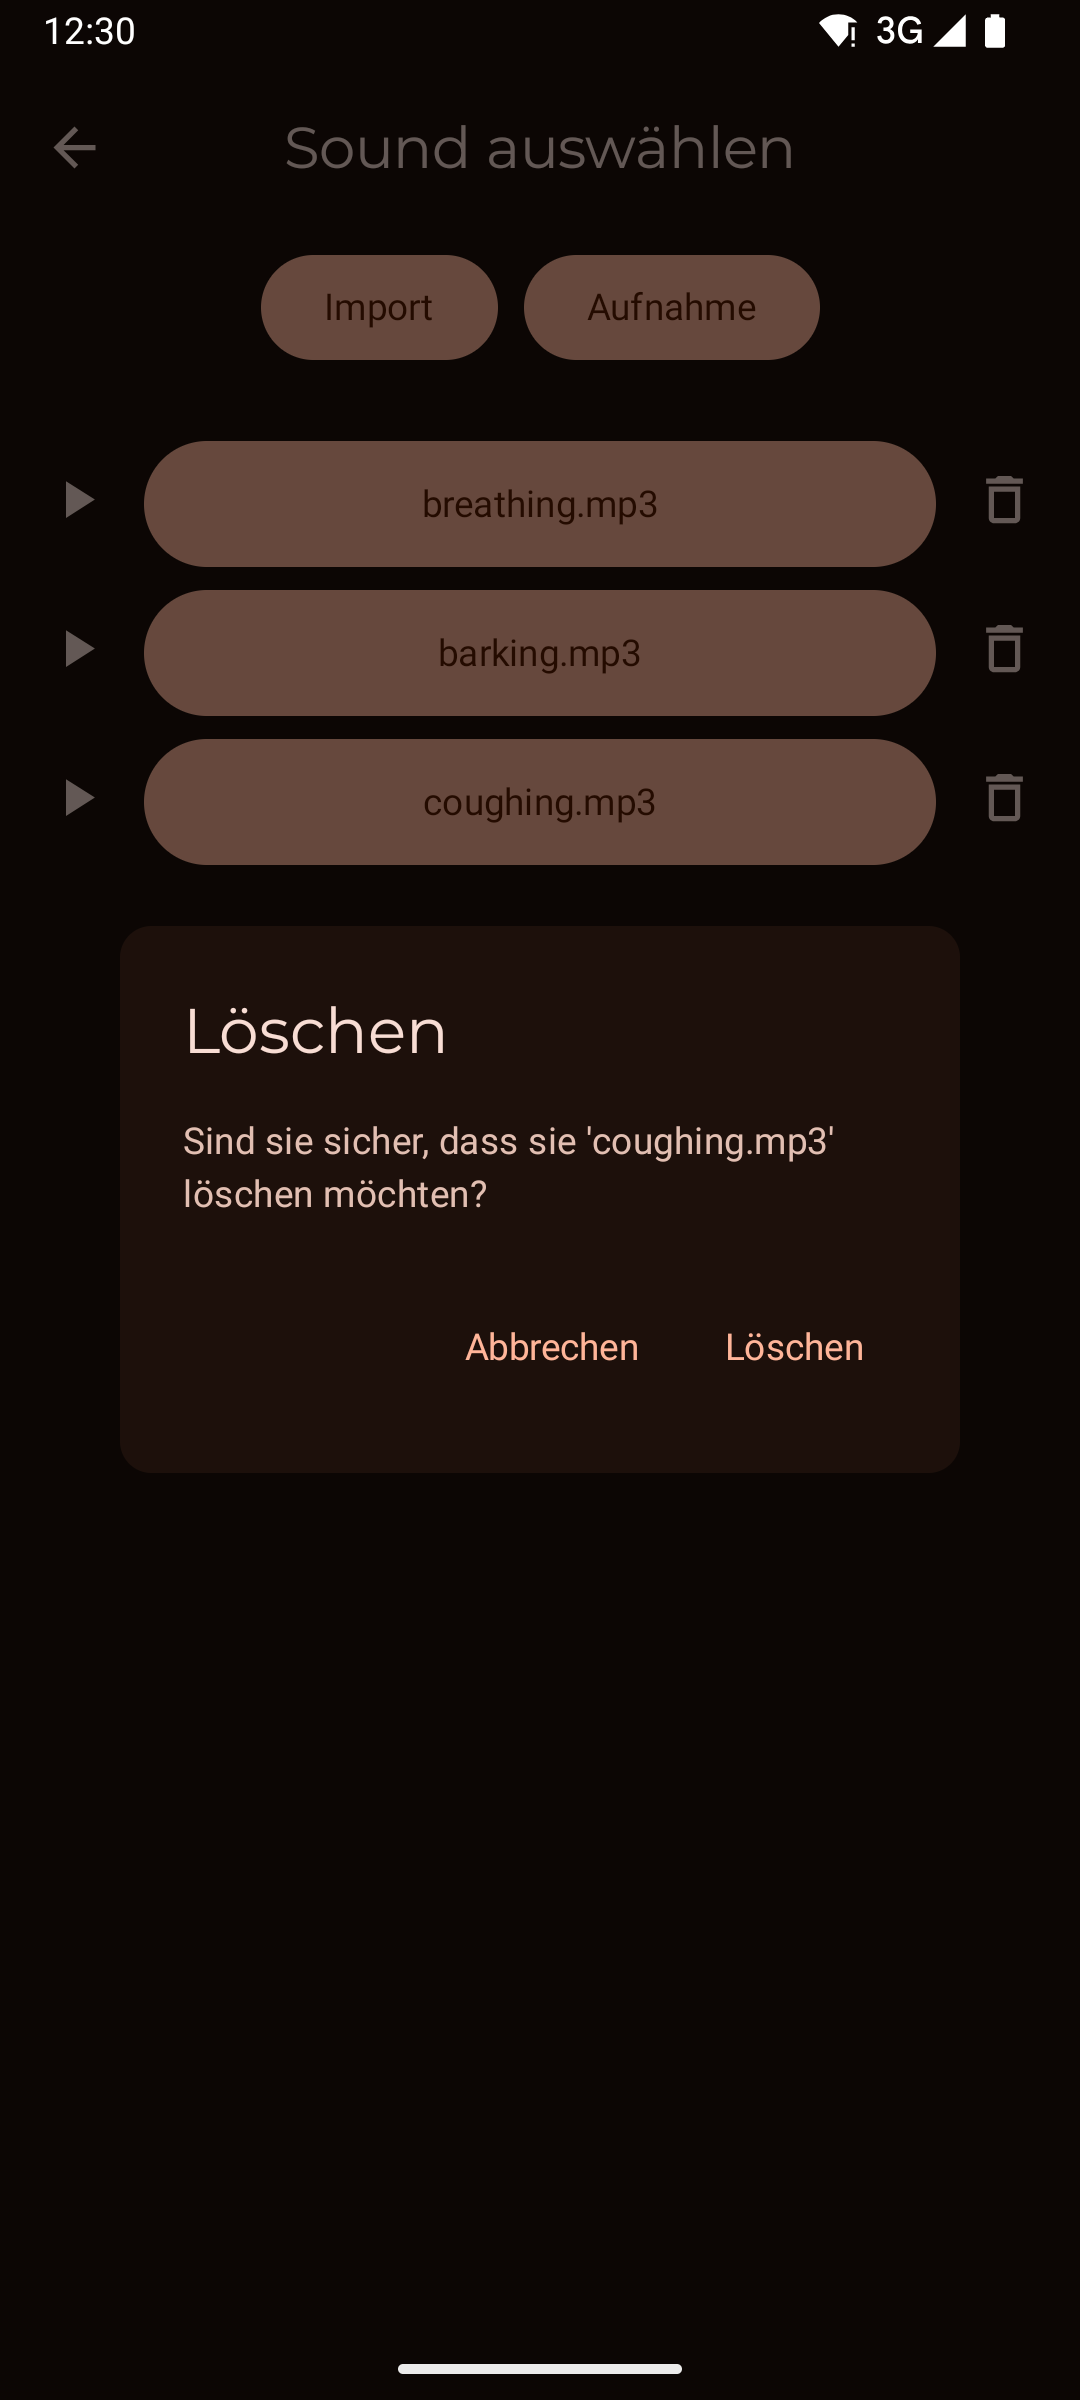 12:30
3G
Sound auswählen
Import
Aufnahme
breathing.mp3
barking.mp3
coughing.mp3
Löschen
Sind sie sicher, dass sie 'coughing.mp3'
löschen möchten?
Abbrechen
Löschen